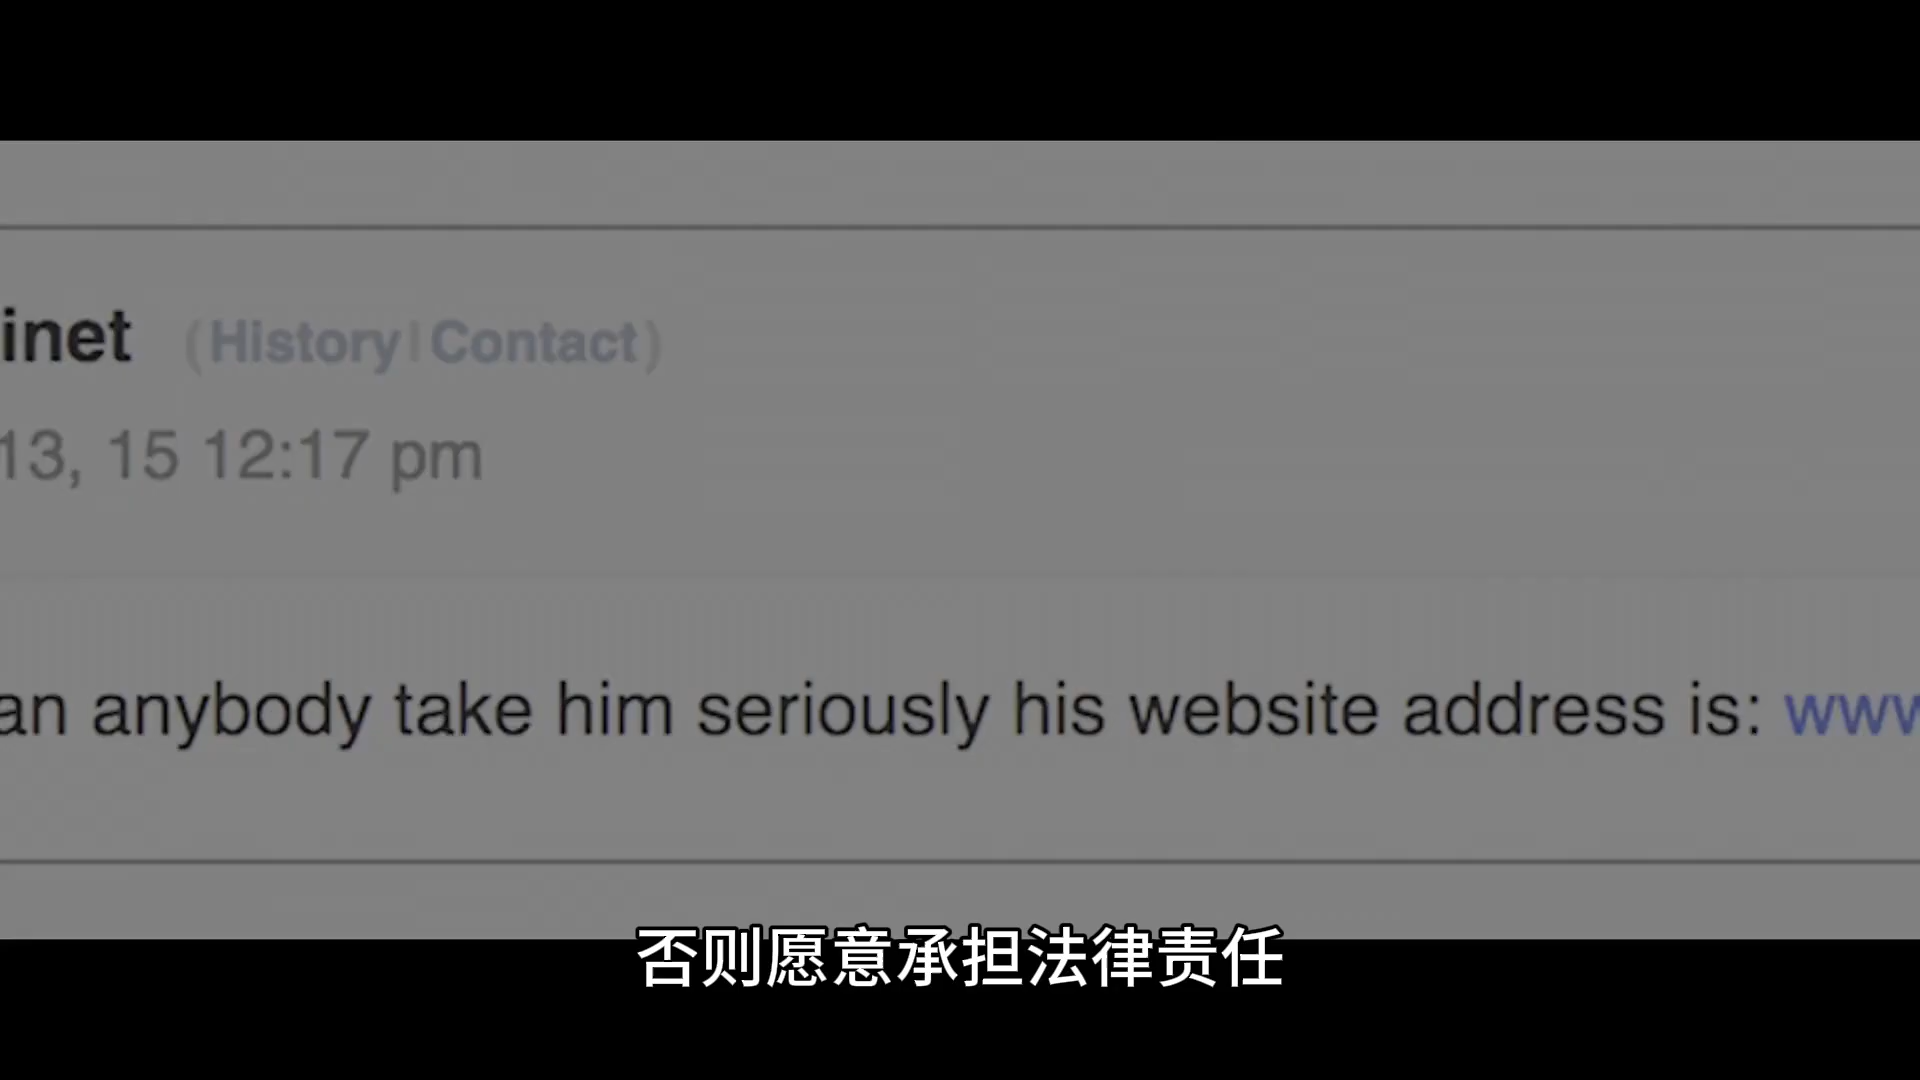 inet (History|Contact)
13, 15 12:17 pm
an anybody take him seriously his website address is: www
否则愿意承担法律责任